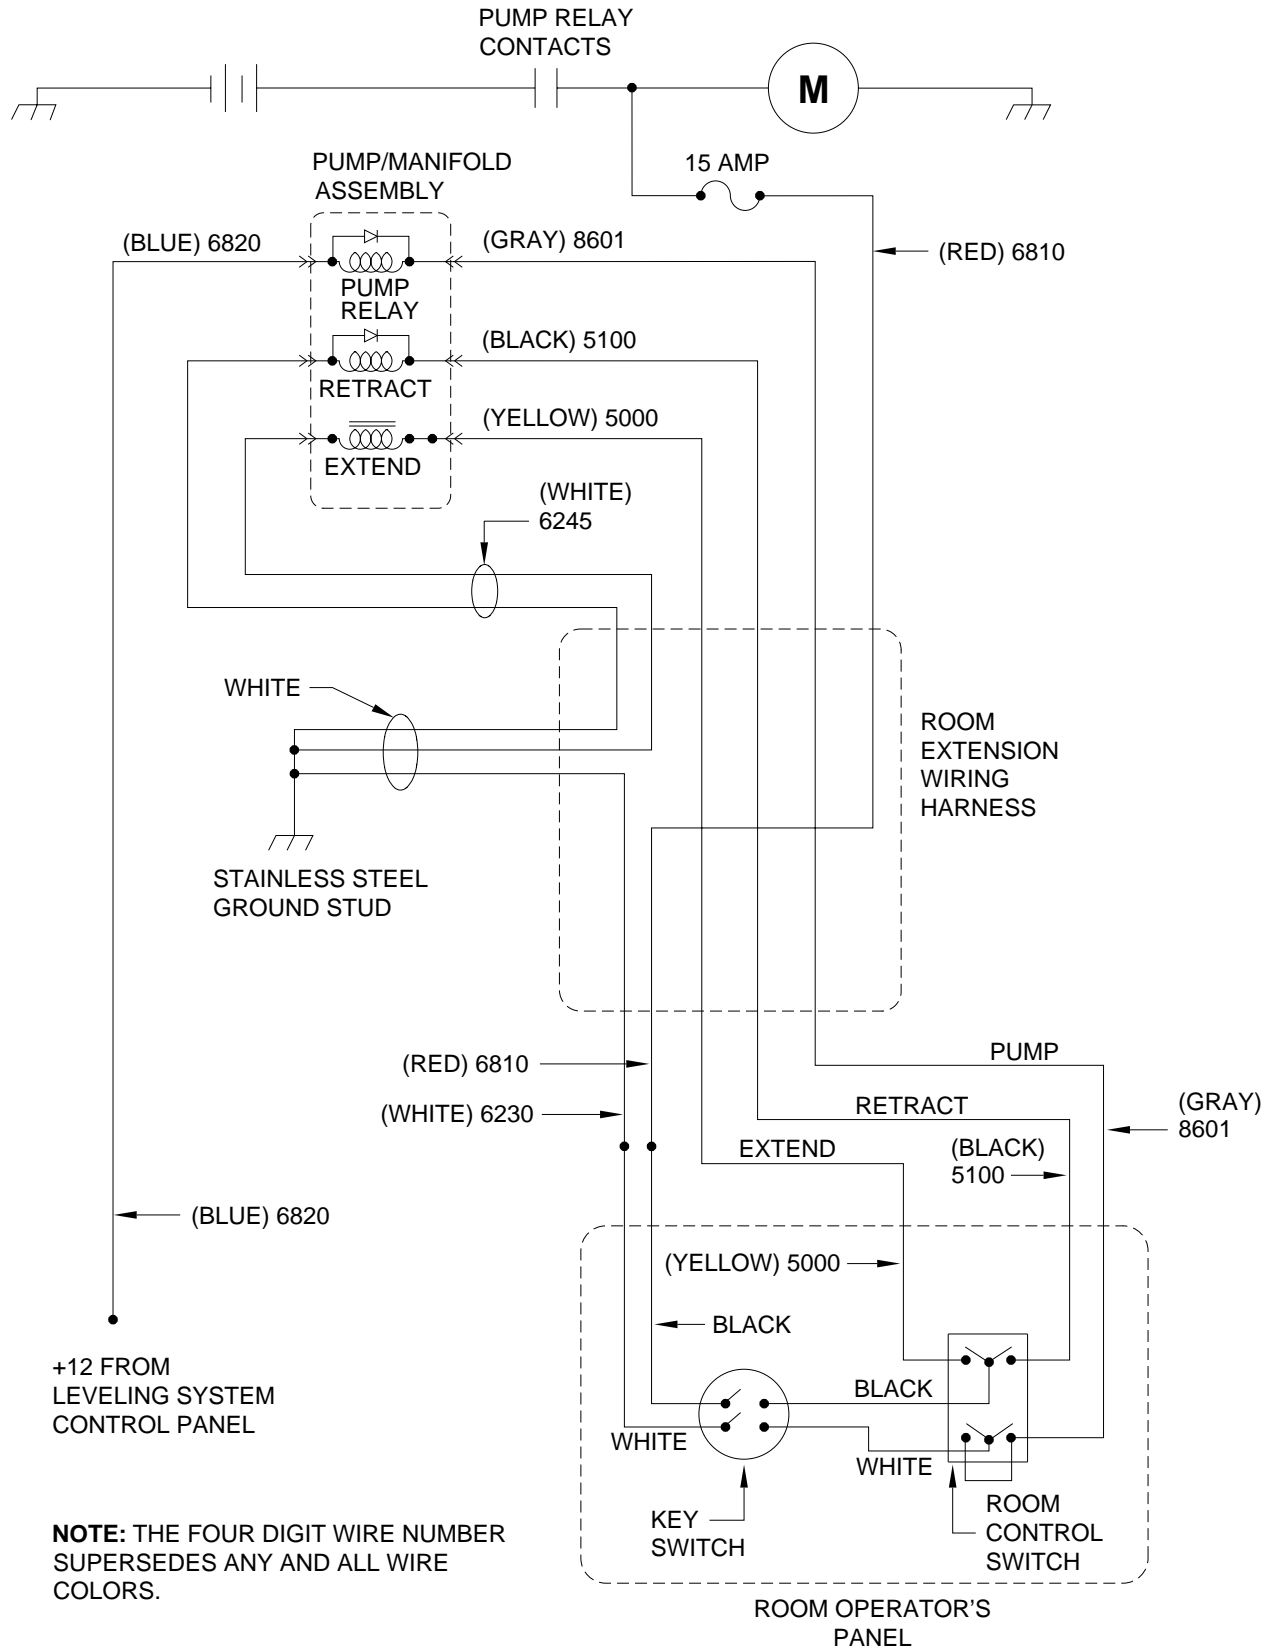 PUMP RELAY
CONTACTS
M
PUMP/MANIFOLD
ASSEMBLY
15 AMP
(BLUE) 6820
(GRAY) 8601
(RED) 6810
PUMP
RELAY
(BLACK) 5100
RETRACT
(YELLOW) 5000
EXTEND
(WHITE)
6245
WHITE
ROOM
EXTENSION
WIRING
HARNESS
STAINLESS STEEL
GROUND STUD
(RED) 6810
PUMP
(WHITE) 6230
RETRACT
(GRAY)
8601
EXTEND
(BLACK)
5100
(BLUE) 6820
(YELLOW) 5000
BLACK
+12 FROM
LEVELING SYSTEM
CONTROL PANEL
BLACK
WHITE
WHITE
KEY
SWITCH
ROOM
CONTROL
SWITCH
NOTE: THE FOUR DIGIT WIRE NUMBER
SUPERSEDES ANY AND ALL WIRE
COLORS.
ROOM OPERATOR'S
PANEL